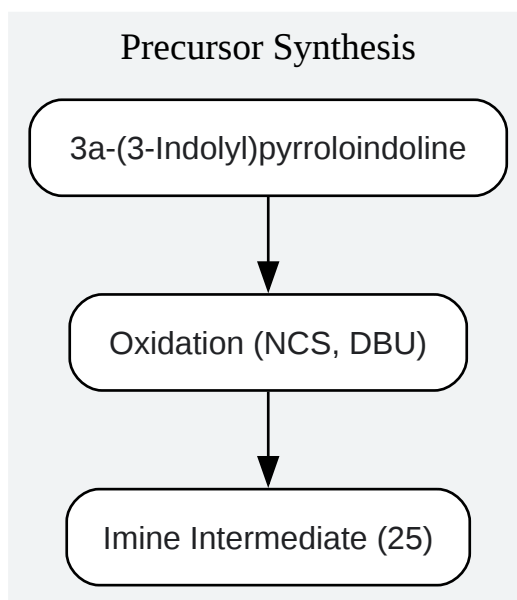 Precursor Synthesis
3a-(3-Indolyl)pyrroloindoline
Oxidation (NCS, DBU)
Imine Intermediate (25)